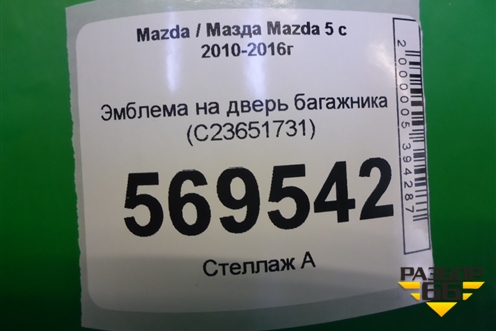 Mazda / Мазда Mazda 5 с
2010-2016г
Эмблема на дверь багажника
(C23651731)
569542
Стеллаж А
2000005394287
РАЗБОР
66